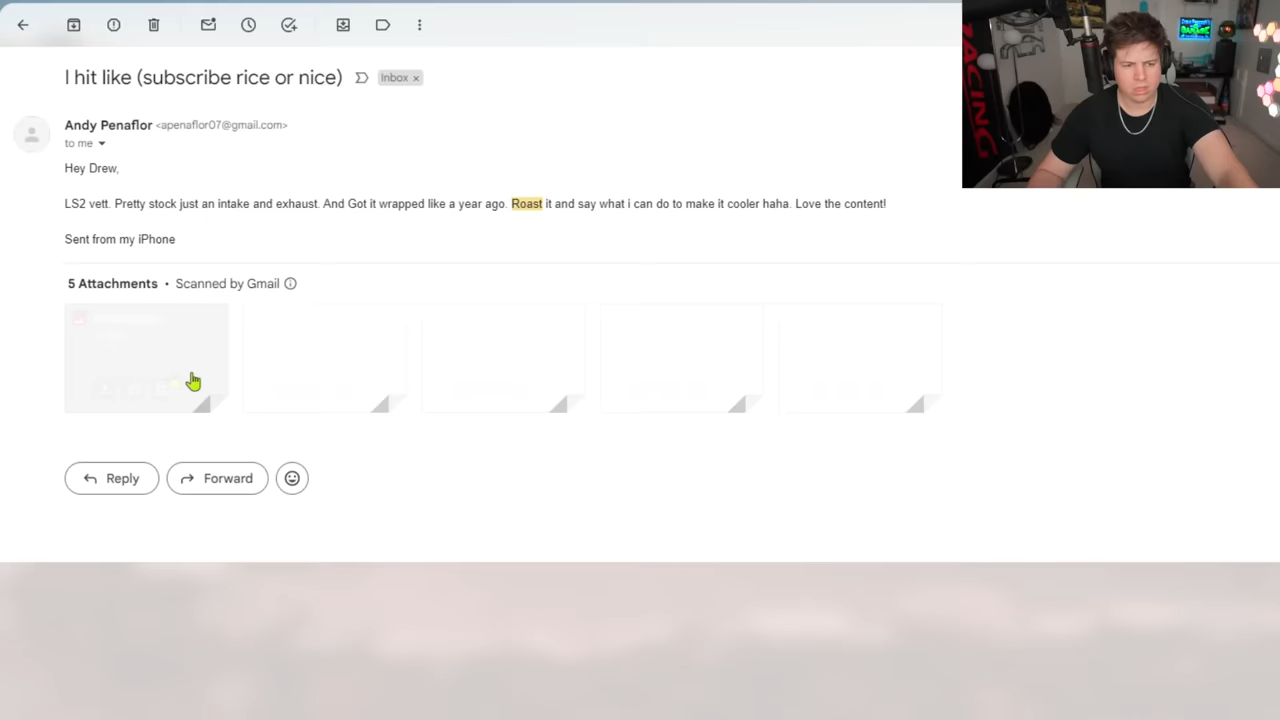 I hit like (subscribe rice or nice) Inbox ×
Andy Penaflor <apenaflor07@gmail.com>
to me
Hey Drew,
LS2 vett. Pretty stock just an intake and exhaust. And Got it wrapped like a year ago. Roast it and say what i can do to make it cooler haha. Love the content!
Sent from my iPhone
5 Attachments • Scanned by Gmail
Reply
Forward
RACING
GARAGE